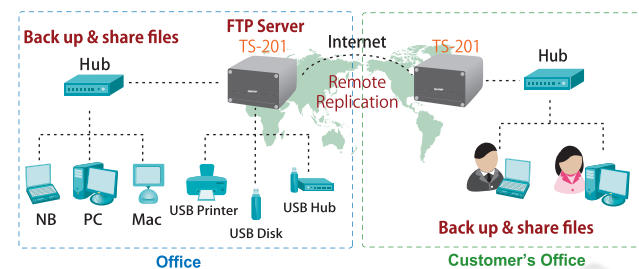 Back up & share files
FTP Server
TS-201
Hub
Internet
Remote
Replication
TS-201
Hub
NB
PC
Mac
USB Printer
USB Disk
USB Hub
Back up & share files
Office
Customer's Office